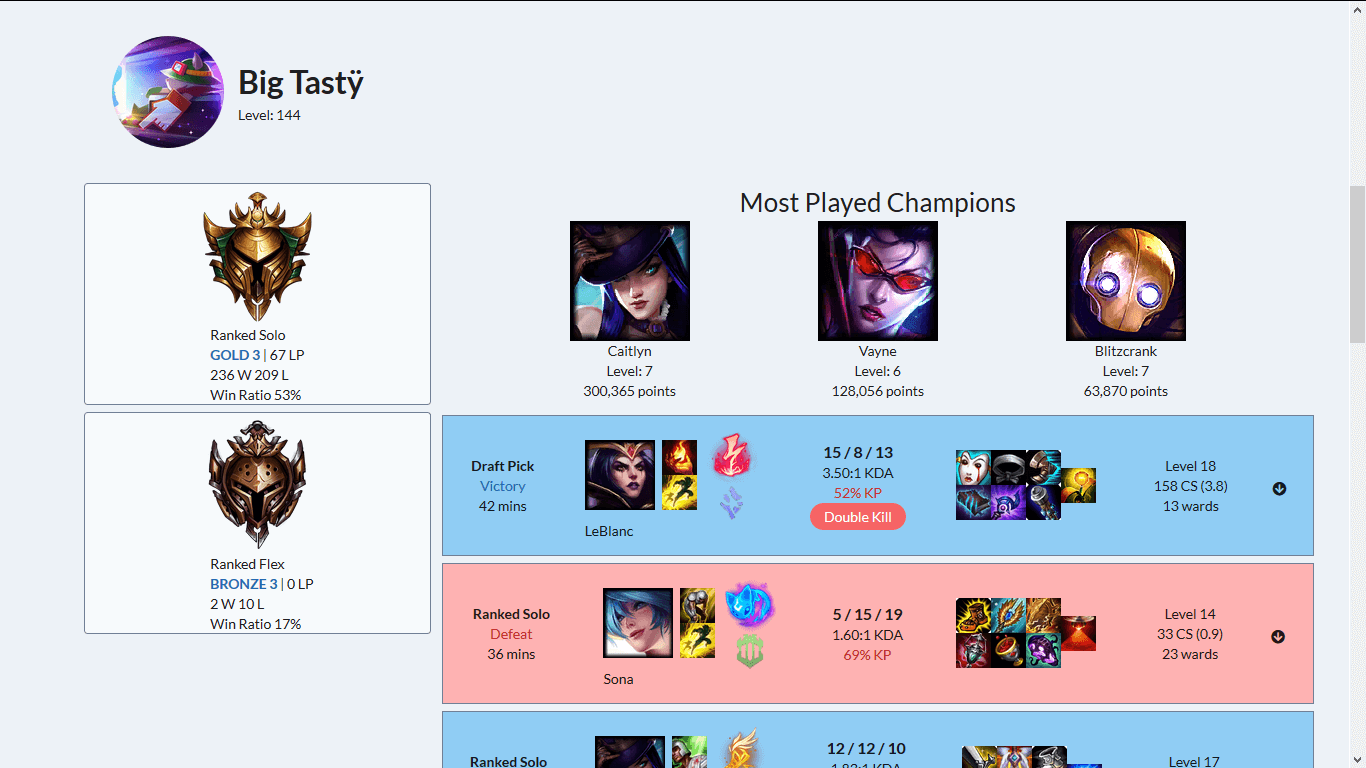 Big Tastÿ
Level: 144
Ranked Solo
GOLD 3 | 67 LP
236 W 209 L
Win Ratio 53%
Ranked Flex
BRONZE 3 | 0 LP
2 W 10 L
Win Ratio 17%
Most Played Champions
Caitlyn
Level: 7
300,365 points
Vayne
Level: 6
128,056 points
Blitzcrank
Level: 7
63,870 points
Draft Pick
Victory
42 mins
LeBlanc
15 / 8 / 13
3.50:1 KDA
52% KP
Double Kill
Level 18
158 CS (3.8)
13 wards
Ranked Solo
Defeat
36 mins
Sona
5 / 15 / 19
1.60:1 KDA
69% KP
Level 14
33 CS (0.9)
23 wards
Ranked Solo
12 / 12 / 10
1.83:1 KDA
Level 17